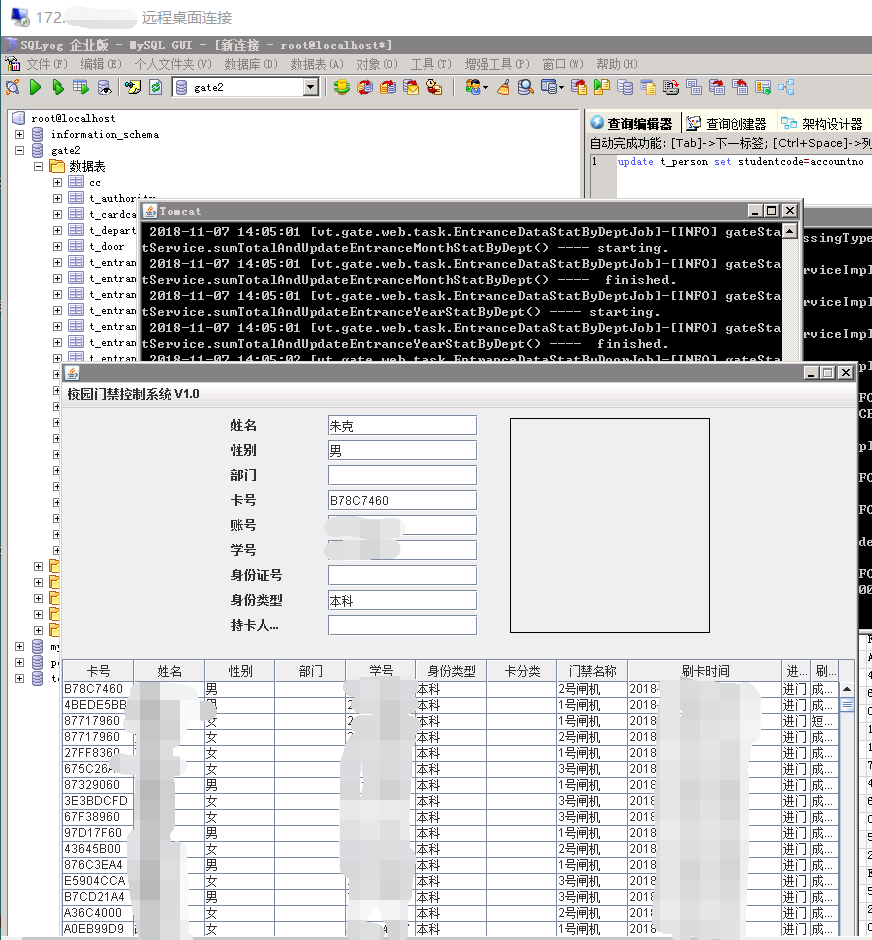 172. 远程桌面连接
SQLyog 企业版 - MySQL GUI - [新连接 - root@localhost*]
文件(F) 编辑(E) 个人文件夹(V) 数据库(D) 数据表(A) 对象(O) 工具(T) 增强工具(P) 窗口(W) 帮助(H)
gate2
root@localhost
information_schema
gate2
数据表
cc
t_authority
t_cardca
t_depart
t_door
t_entran
t_entran
t_entran
t_entran
t_entran
t_entran
t_entran
查询编辑器 查询创建器 架构设计器
自动完成功能: [Tab]->下一标签; [Ctrl+Space]->列
1 update t_person set studentcode=accountno
Tomcat
2018-11-07 14:05:01 [vt.gate.web.task.EntranceDataStatByDeptJob]-[INFO] gateSta
tService.sumTotalAndUpdateEntranceMonthStatByDept() ---- starting.
2018-11-07 14:05:01 [vt.gate.web.task.EntranceDataStatByDeptJob]-[INFO] gateSta
tService.sumTotalAndUpdateEntranceMonthStatByDept() ---- finished.
2018-11-07 14:05:01 [vt.gate.web.task.EntranceDataStatByDeptJob]-[INFO] gateSta
tService.sumTotalAndUpdateEntranceYearStatByDept() ---- starting.
2018-11-07 14:05:01 [vt.gate.web.task.EntranceDataStatByDeptJob]-[INFO] gateSta
tService.sumTotalAndUpdateEntranceYearStatByDept() ---- finished.
2018-11-07 14:05:02 [vt.gate.web.task.EntranceDataStatByDoorJob]-[INFO] gateSta
ssingType
rviceImpl
rviceImpl
rviceImpl
校园门禁控制系统 V1.0
姓名 朱克
性别 男
部门
卡号 B78C7460
账号
学号
身份证号
身份类型 本科
持卡人...
卡号 姓名 性别 部门 学号 身份类型 卡分类 门禁名称 刷卡时间 进... 刷...
B78C7460 男 本科 2号闸机 2018 进门 成...
4BEDE5BB 男 2 本科 1号闸机 2018 进门 成...
87717960 女 2 本科 1号闸机 2018 进门 短...
87717960 女 2 本科 2号闸机 2018 进门 成...
27FF8360 女 本科 1号闸机 2018 进门 成...
675C26A 女 本科 3号闸机 2018 进门 成...
87329060 男 本科 1号闸机 2018 进门 成...
3E3BDCFD 女 本科 3号闸机 2018 进门 成...
67F38960 女 本科 3号闸机 2018 进门 成...
97D17F60 男 本科 1号闸机 2018 进门 成...
43645B00 女 本科 2号闸机 2018 进门 成...
876C3EA4 男 本科 1号闸机 2018 进门 成...
E5904CCA 女 本科 3号闸机 2018 进门 成...
B7CD21A4 男 本科 3号闸机 2018 进门 成...
A36C4000 女 本科 2号闸机 2018 进门 成...
A0EB99D9 女 本科 1号闸机 2018 进门 成...